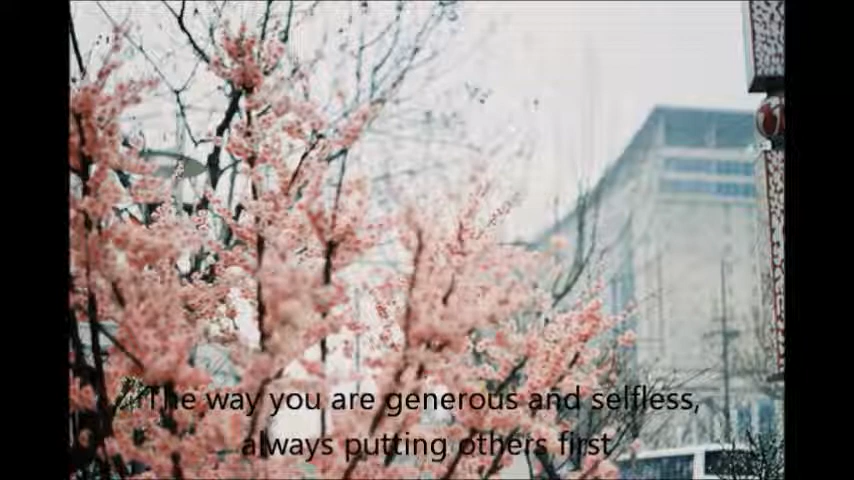 The way you are generous and selfless,
always putting others first